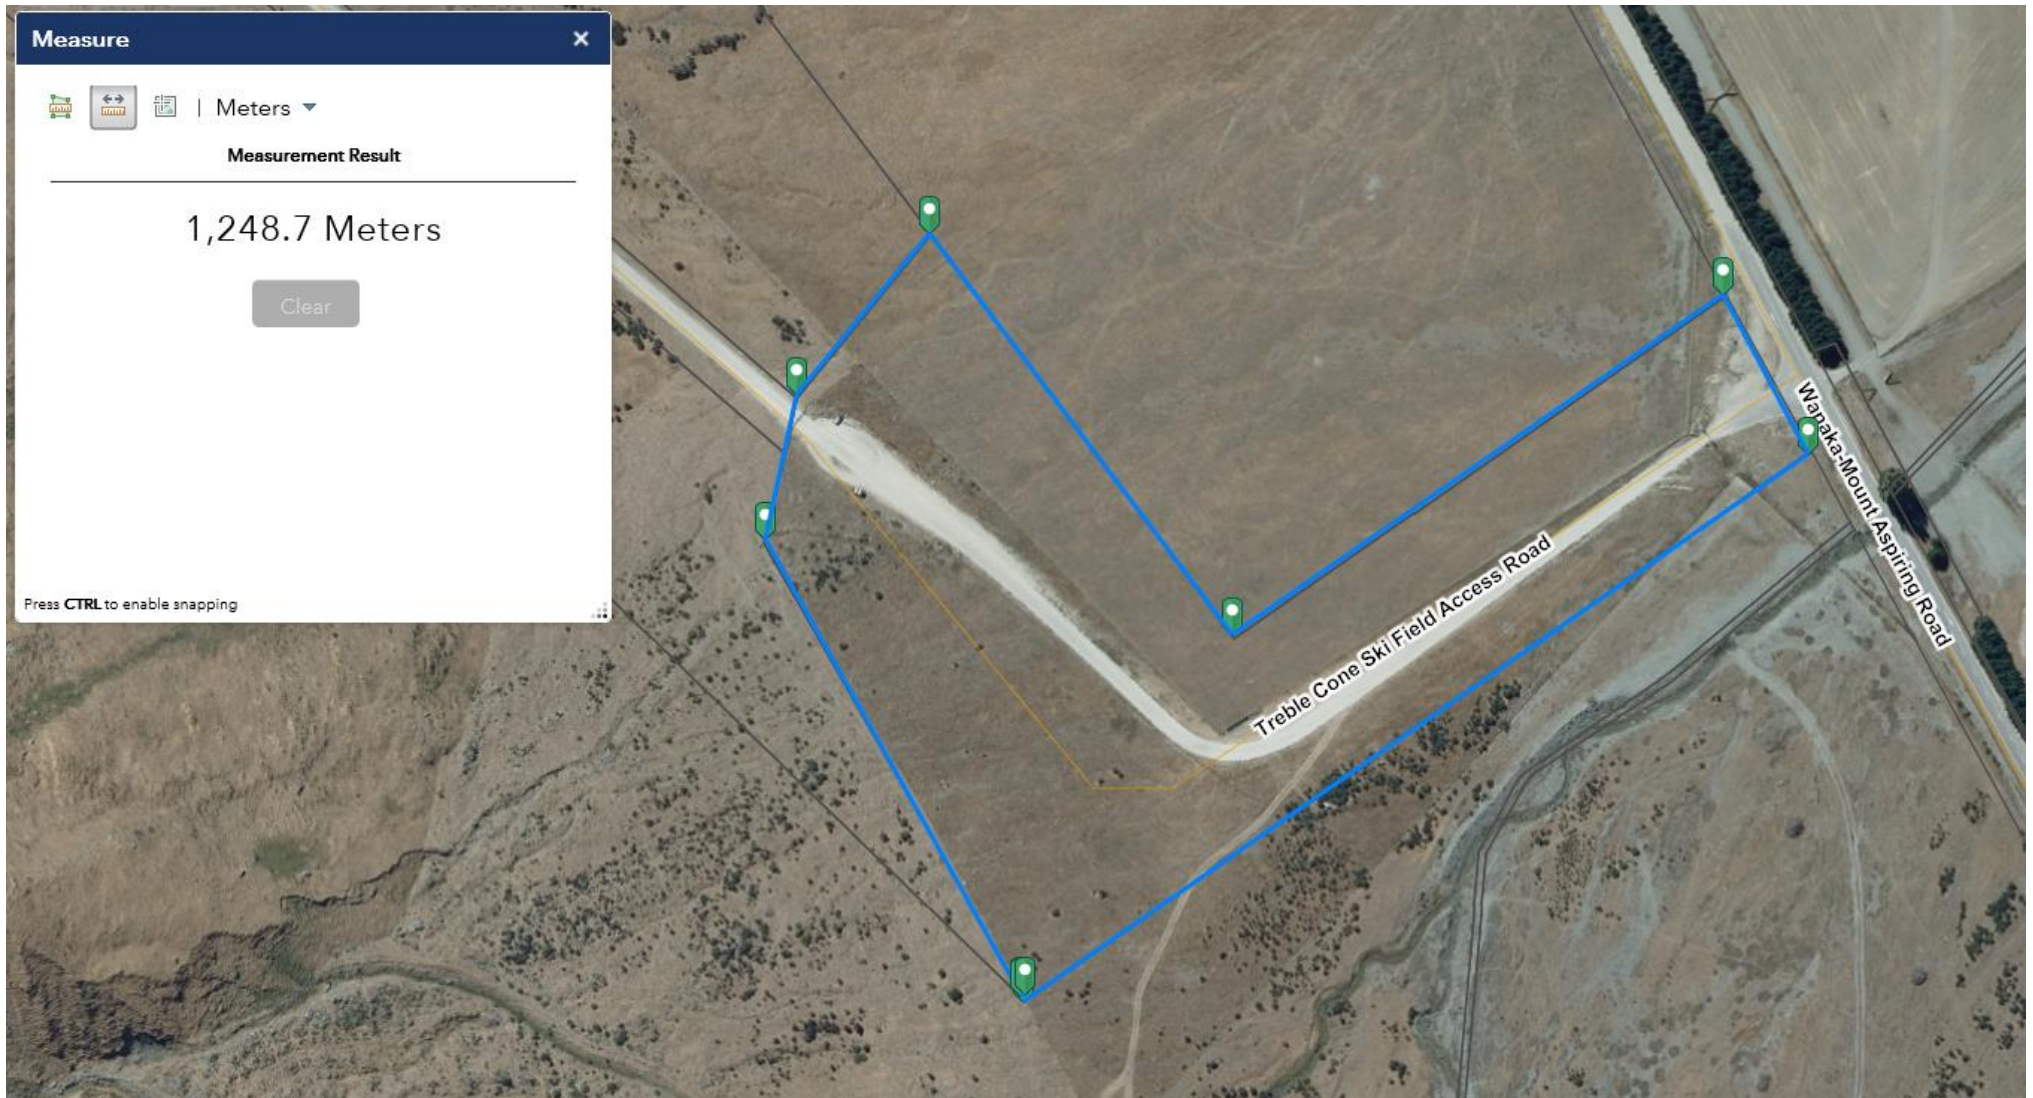 Measure
| Meters
Measurement Result
1,248.7 Meters
Clear
Press CTRL to enable snapping
Wanaka-Mount Aspiring Road
Treble Cone Ski Field Access Road